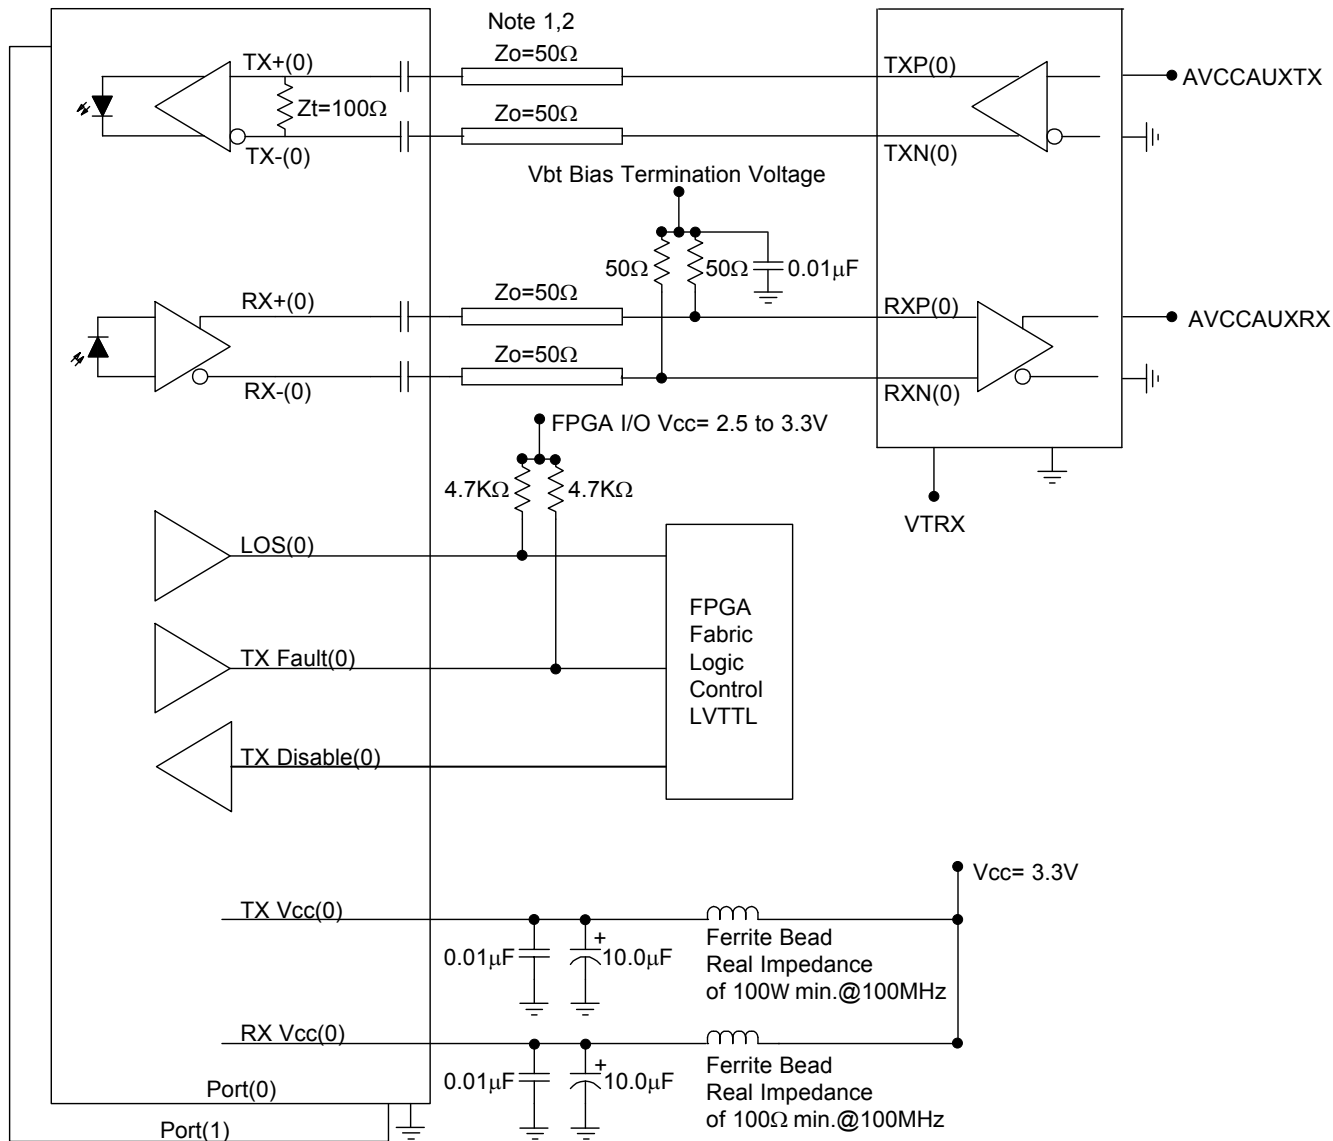 Note 1,2
TX+(0)
Zo=50Ω
TXP(0)
AVCCAUXTX
Zt=100Ω
Zo=50Ω
TX-(0)
TXN(0)
Vbt Bias Termination Voltage
50Ω
50Ω
0.01µF
RX+(0)
Zo=50Ω
RXP(0)
AVCCAUXRX
Zo=50Ω
RX-(0)
RXN(0)
FPGA I/O Vcc= 2.5 to 3.3V
4.7KΩ
4.7KΩ
VTRX
LOS(0)
FPGA
Fabric
Logic
Control
LVTTL
TX Fault(0)
TX Disable(0)
Vcc= 3.3V
TX Vcc(0)
0.01µF
+
10.0µF
Ferrite Bead
Real Impedance
of 100W min.@100MHz
RX Vcc(0)
0.01µF
+
10.0µF
Ferrite Bead
Real Impedance
of 100Ω min.@100MHz
Port(0)
Port(1)